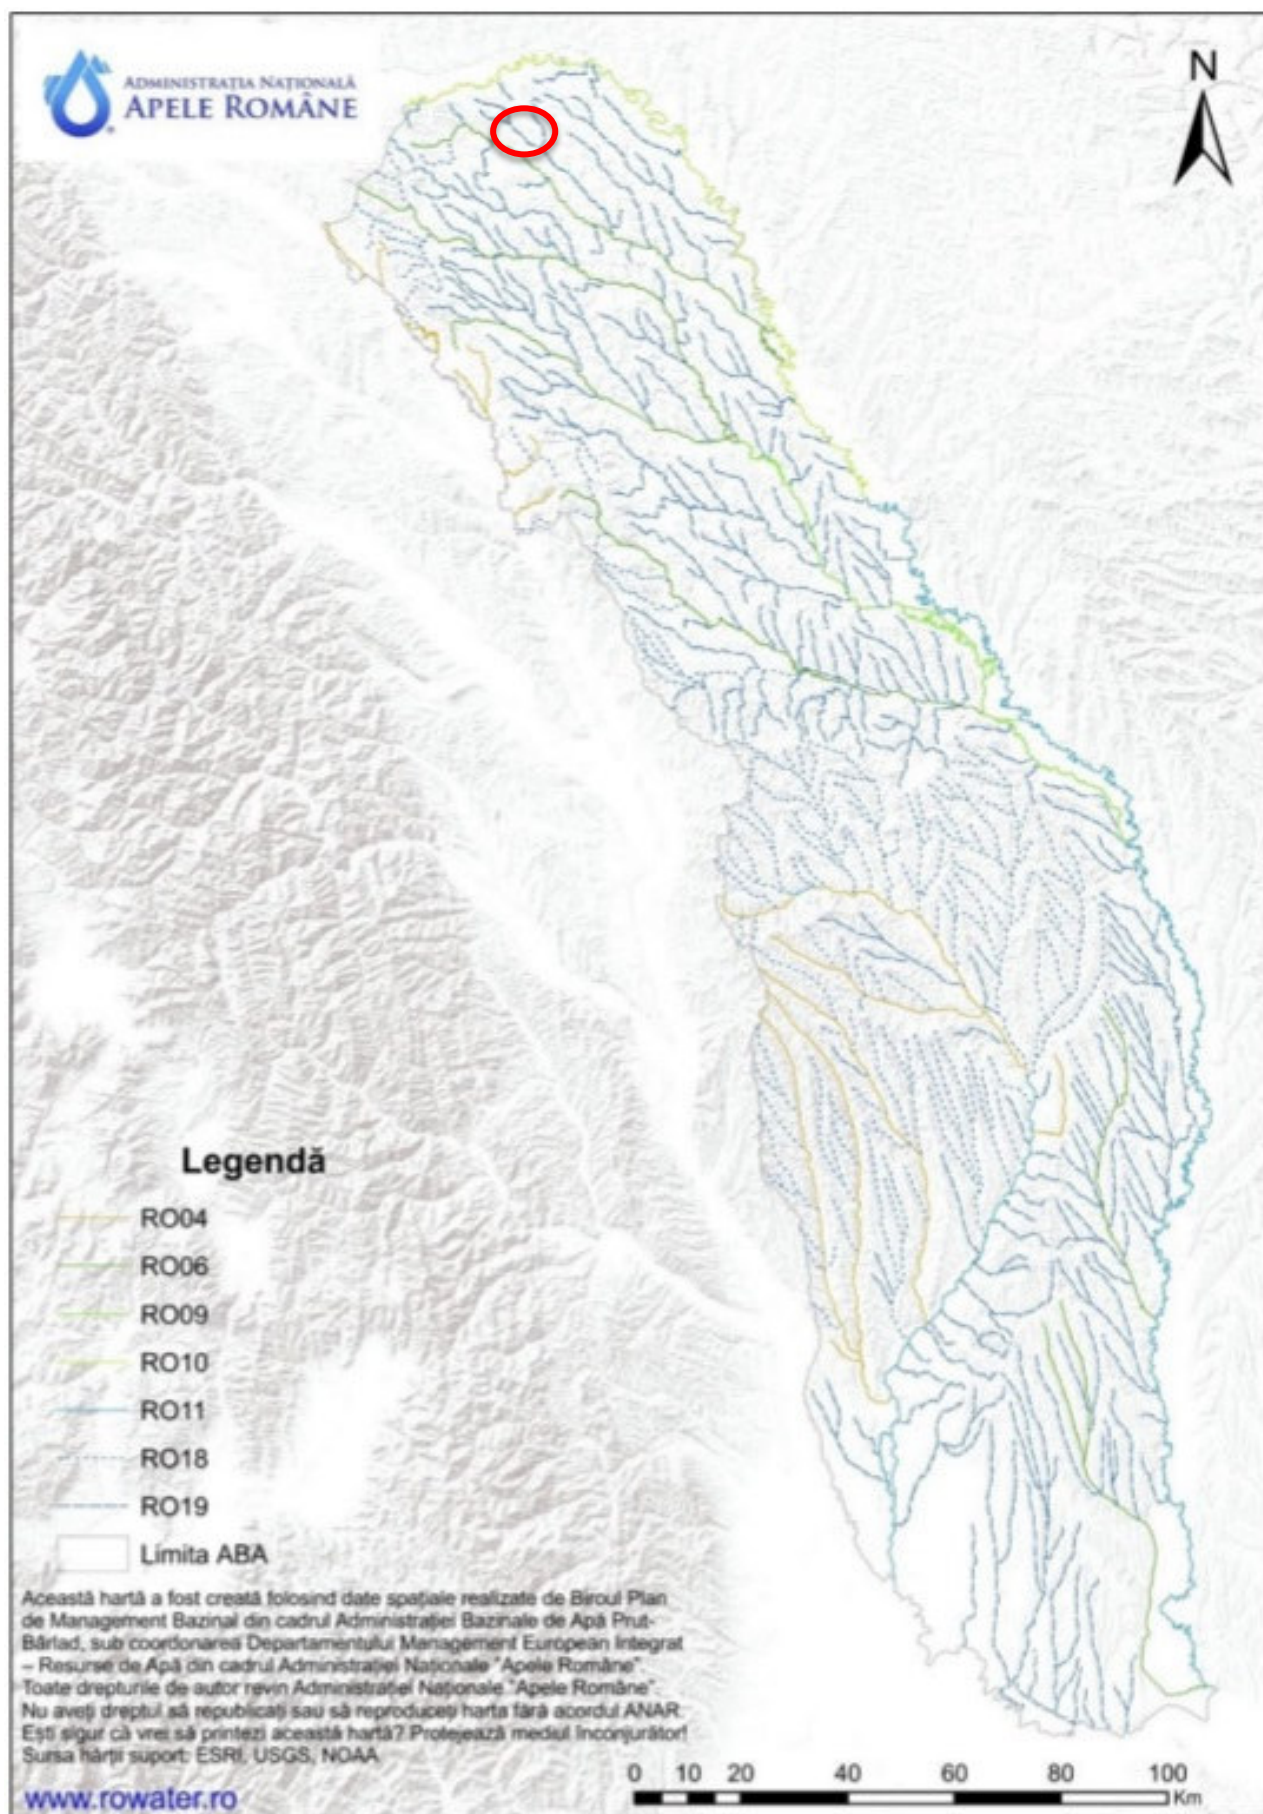 ADMINISTRAȚIA NAȚIONALĂ
APELE ROMÂNE
N
Legendă
RO04
RO06
RO09
RO10
RO11
RO18
RO19
Limita ABA
Această hartă a fost creată folosind date spațiale realizate de Biroul Plan
de Management Bazinal din cadrul Administrației Bazinale de Apă Prut-
Bârlad, sub coordonarea Departamentului Management European Integrat
– Resurse de Apă din cadrul Administrației Naționale "Apele Române".
Toate drepturile de autor revin Administrației Naționale "Apele Române".
Nu aveți dreptul să republicați sau să reproduceți harta fără acordul ANAR.
Ești sigur că vrei să printezi această hartă? Protejează mediul înconjurător!
Sursa hărții suport: ESRI, USGS, NOAA
www.rowater.ro
0 10 20 40 60 80 100
Km